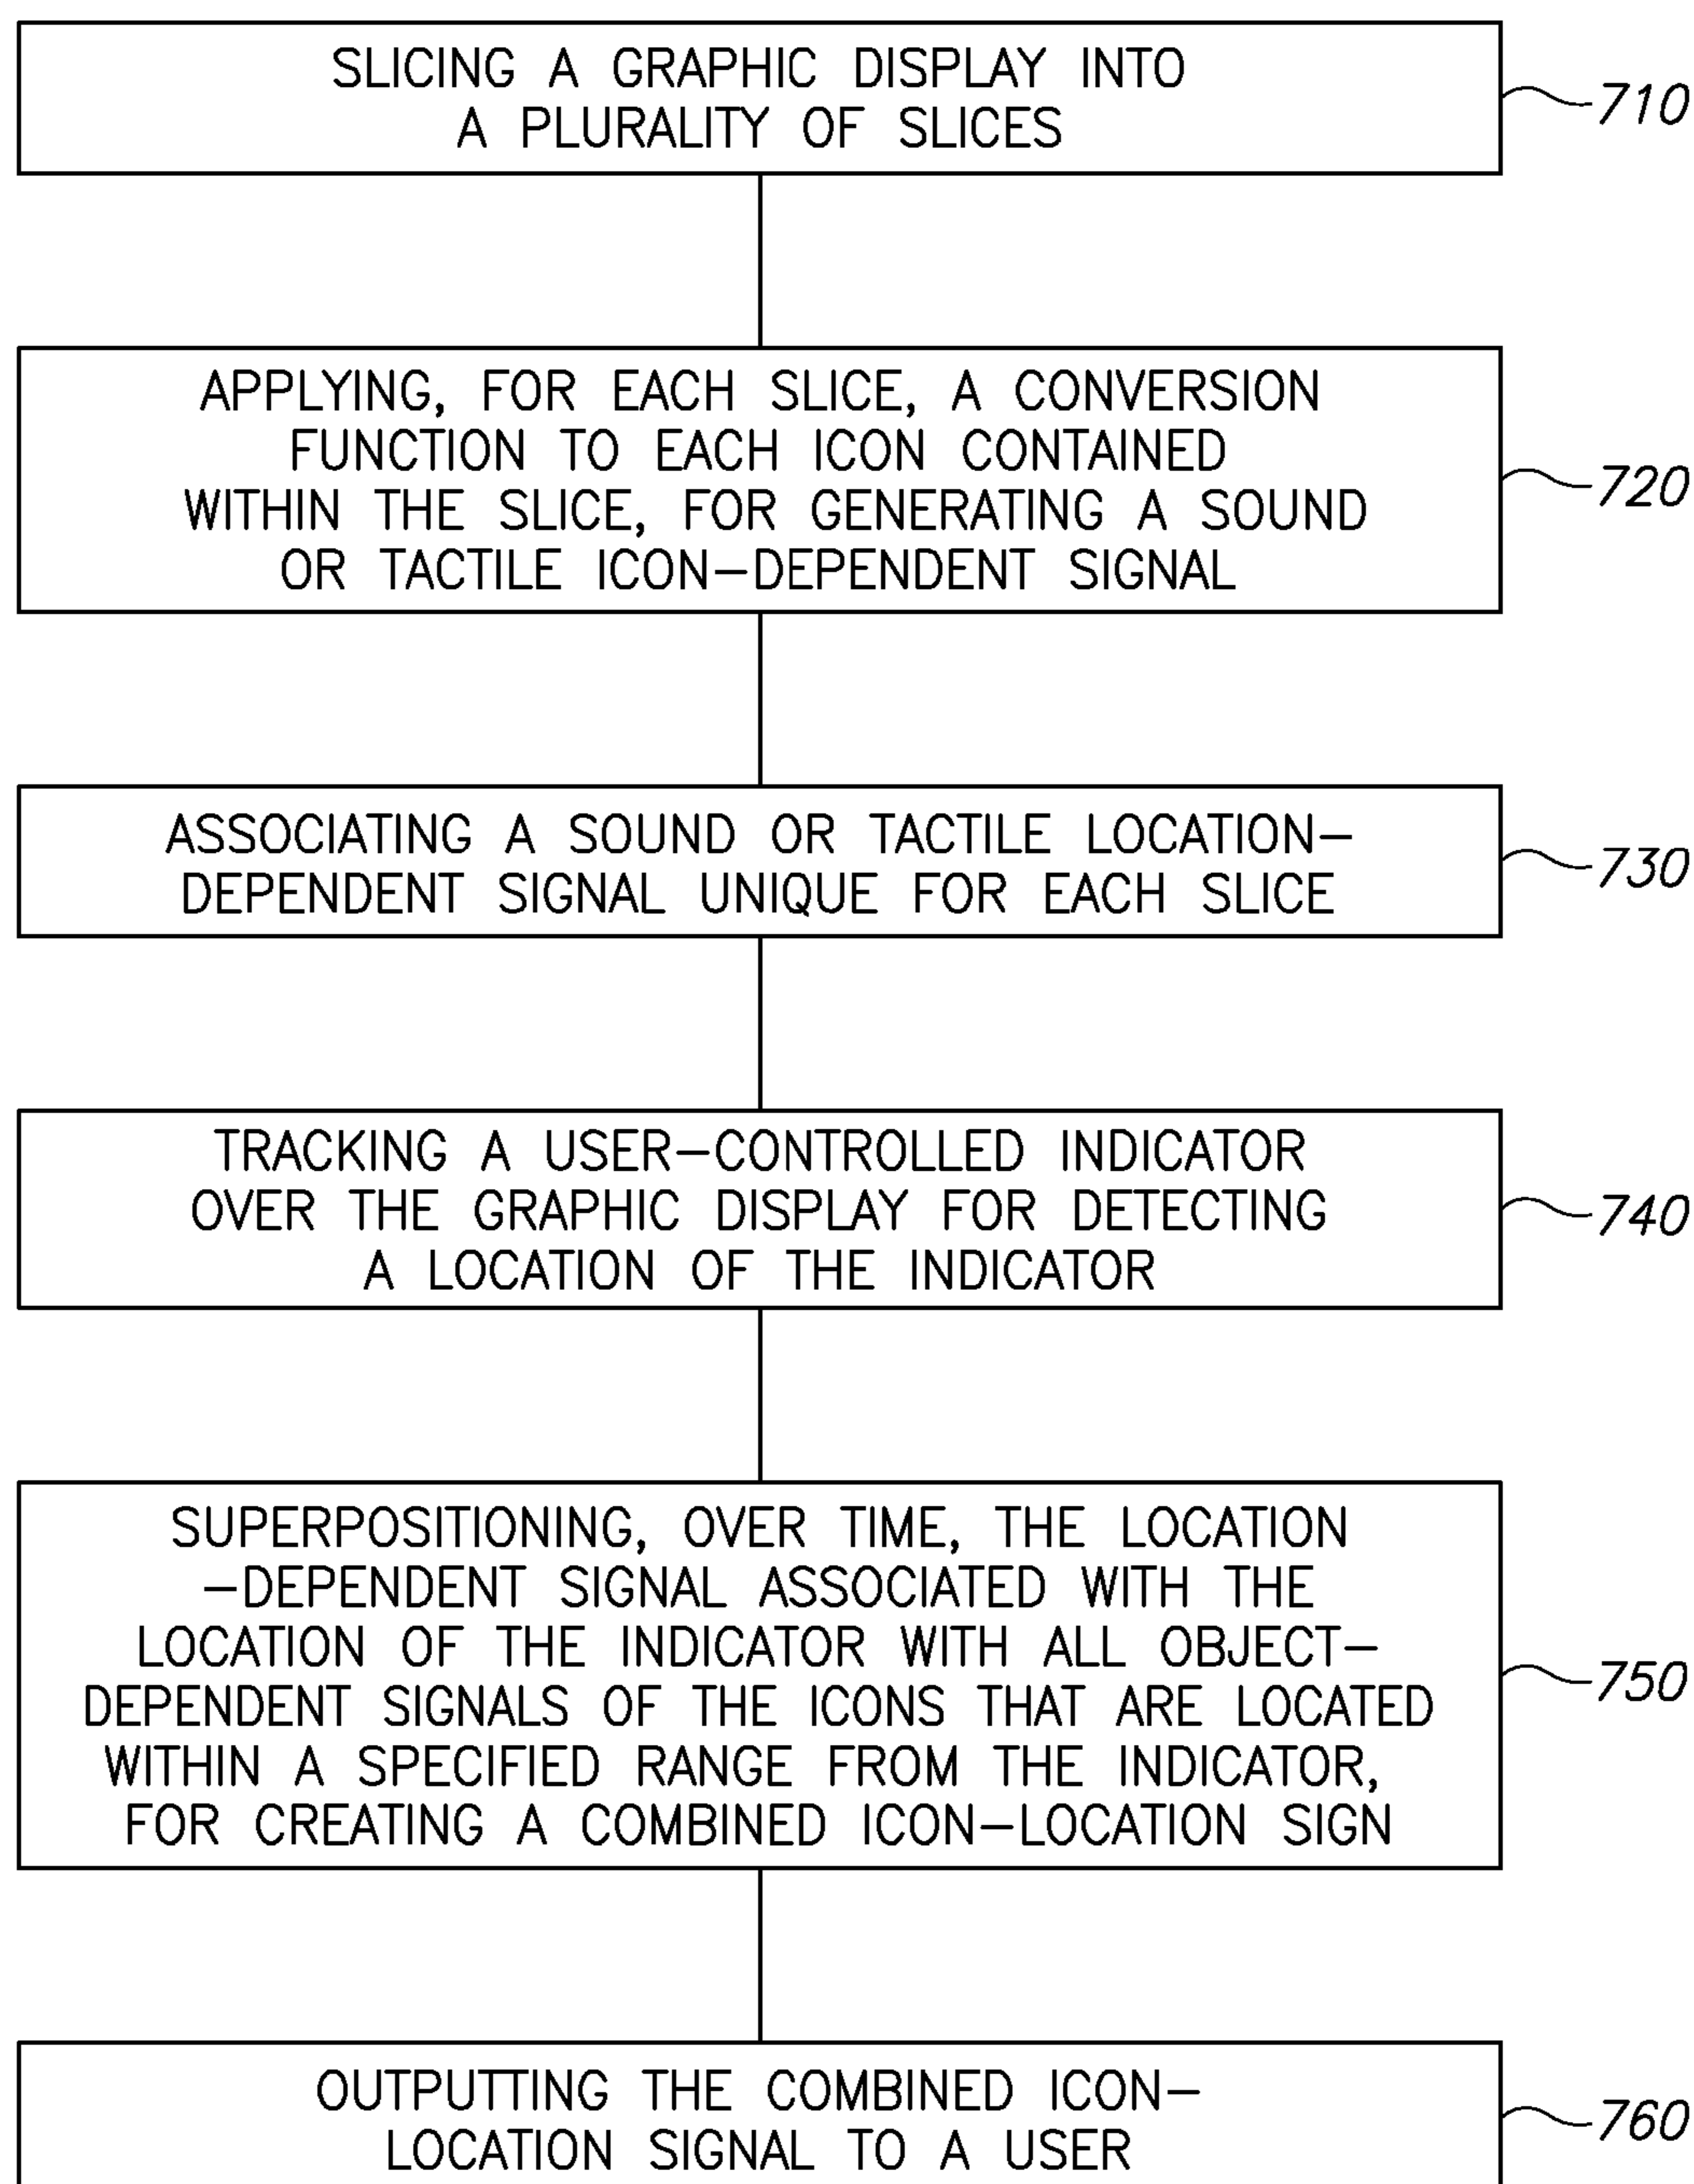 SLICING A GRAPHIC DISPLAY INTO
A PLURALITY OF SLICES
710
APPLYING, FOR EACH SLICE, A CONVERSION
FUNCTION TO EACH ICON CONTAINED
WITHIN THE SLICE, FOR GENERATING A SOUND
OR TACTILE ICON-DEPENDENT SIGNAL
720
ASSOCIATING A SOUND OR TACTILE LOCATION-
DEPENDENT SIGNAL UNIQUE FOR EACH SLICE
730
TRACKING A USER-CONTROLLED INDICATOR
OVER THE GRAPHIC DISPLAY FOR DETECTING
A LOCATION OF THE INDICATOR
740
SUPERPOSITIONING, OVER TIME, THE LOCATION
-DEPENDENT SIGNAL ASSOCIATED WITH THE
LOCATION OF THE INDICATOR WITH ALL OBJECT-
DEPENDENT SIGNALS OF THE ICONS THAT ARE LOCATED
WITHIN A SPECIFIED RANGE FROM THE INDICATOR,
FOR CREATING A COMBINED ICON-LOCATION SIGN
750
OUTPUTTING THE COMBINED ICON-
LOCATION SIGNAL TO A USER
760